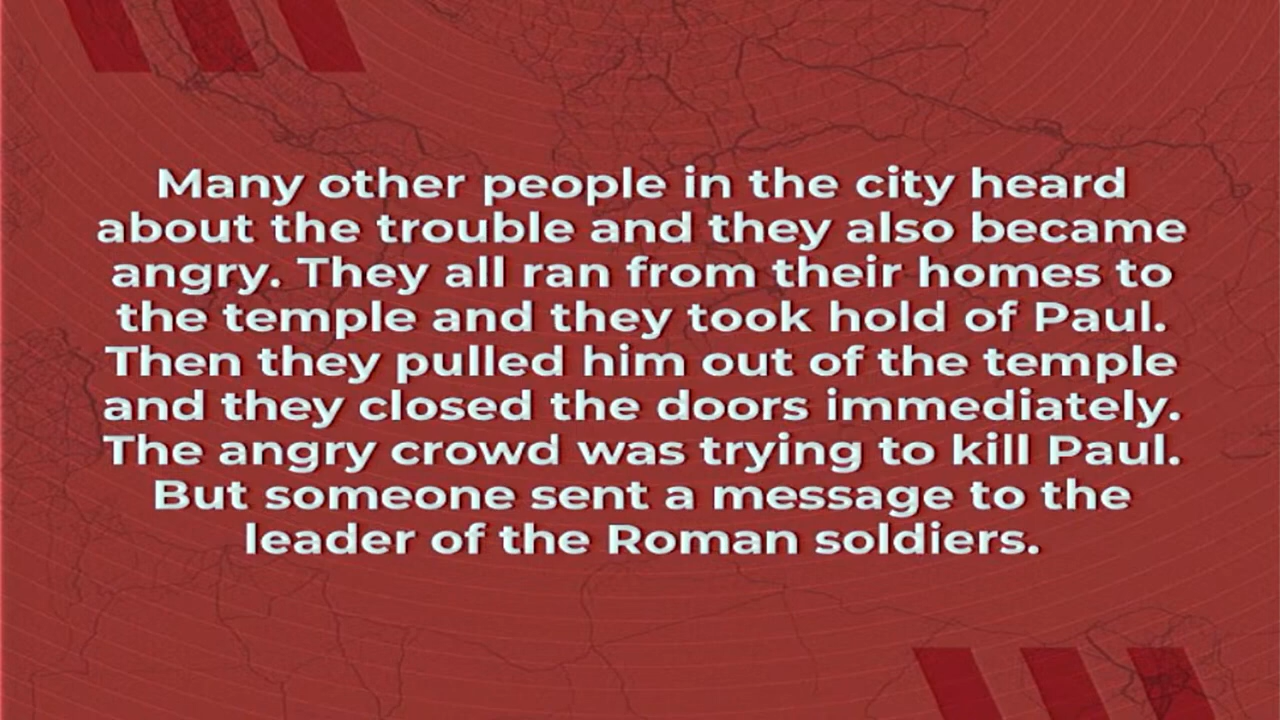 Many other people in the city heard
about the trouble and they also became
angry. They all ran from their homes to
the temple and they took hold of Paul.
Then they pulled him out of the temple
and they closed the doors immediately.
The angry crowd was trying to kill Paul.
But someone sent a message to the
leader of the Roman soldiers.